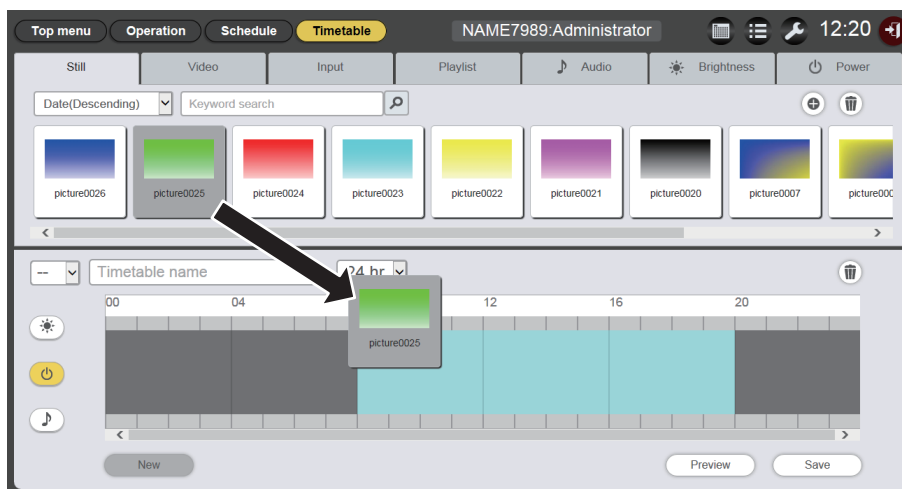 Top menu Operation Schedule Timetable NAME7989:Administrator 12:20
Still Video Input Playlist Audio Brightness Power
Date(Descending) Keyword search
picture0026 picture0025 picture0024 picture0023 picture0022 picture0021 picture0020 picture0007 picture000
-- Timetable name 24 hr
00 04 12 16 20
picture0025
New Preview Save